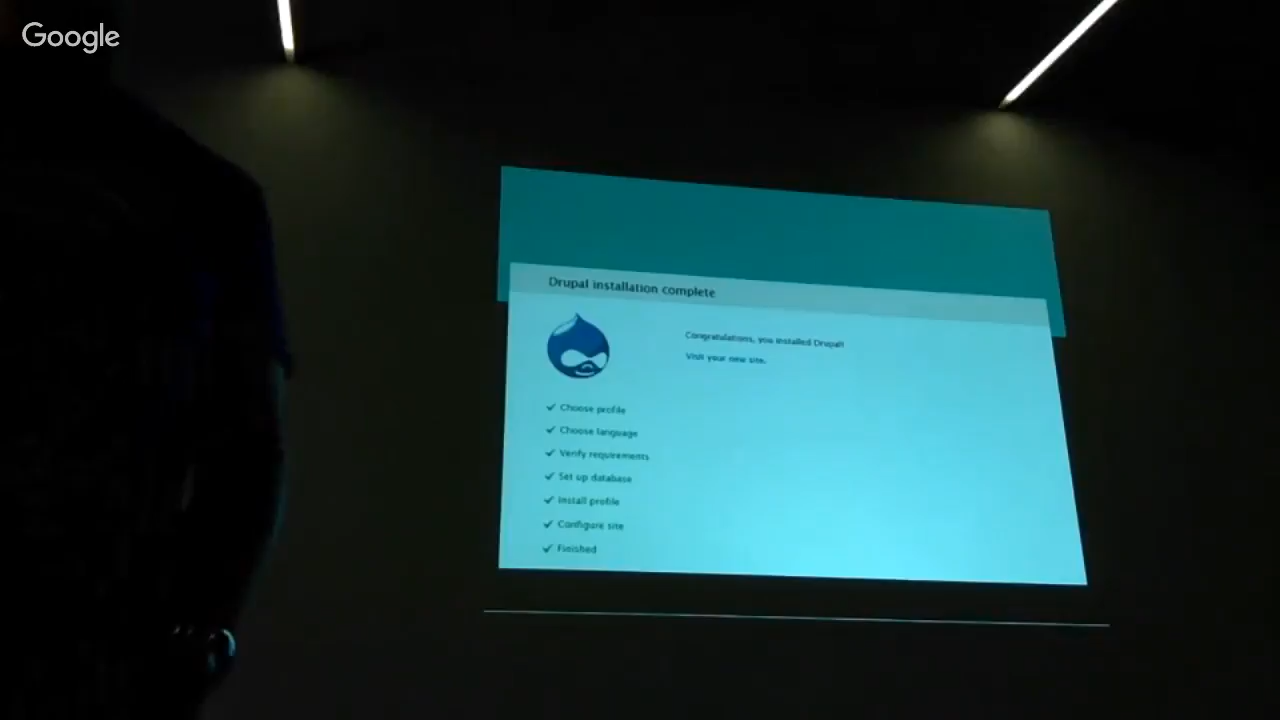 Google
Drupal installation complete
Congratulations, you installed Drupal!
Visit your new site.
✔ Choose profile
✔ Choose language
✔ Verify requirements
✔ Set up database
✔ Install profile
✔ Configure site
✔ Finished